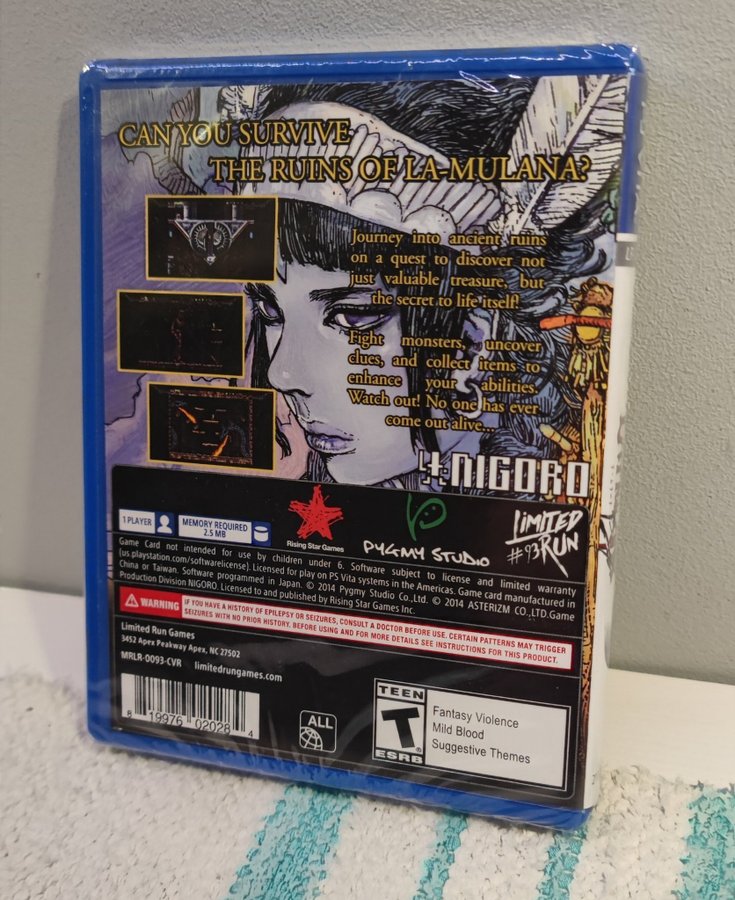 CAN YOU SURVIVE
THE RUINS OF LA-MULANA?
Journey into ancient ruins
on a quest to discover not
just valuable treasure, but
the secret to life itself!
Fight monsters, uncover
clues, and collect items to
enhance your abilities.
Watch out! No one has ever
come out alive...
NIGORO
1 PLAYER
MEMORY REQUIRED
2.5 MB
Rising Star Games
PYGMY STUDIO
LIMITED
RUN
#93
Game Card not intended for use by children under 6. Software subject to license and limited warranty
(us.playstation.com/softwarelicense). Licensed for play on PS Vita systems in the Americas. Game card manufactured in
China or Taiwan. Software programmed in Japan. © 2014 Pygmy Studio Co.,Ltd. © 2014 ASTERIZM CO.,LTD.Game
Production Division NIGORO. Licensed to and published by Rising Star Games Inc.
WARNING
IF YOU HAVE A HISTORY OF EPILEPSY OR SEIZURES, CONSULT A DOCTOR BEFORE USE. CERTAIN PATTERNS MAY TRIGGER
SEIZURES WITH NO PRIOR HISTORY. BEFORE USING AND FOR MORE DETAILS SEE INSTRUCTIONS FOR THIS PRODUCT.
Limited Run Games
3452 Apex Peakway Apex, NC 27502
MRLR-0093-CVR limitedrungames.com
8 19976 02028 4
ALL
TEEN
T
ESRB
Fantasy Violence
Mild Blood
Suggestive Themes